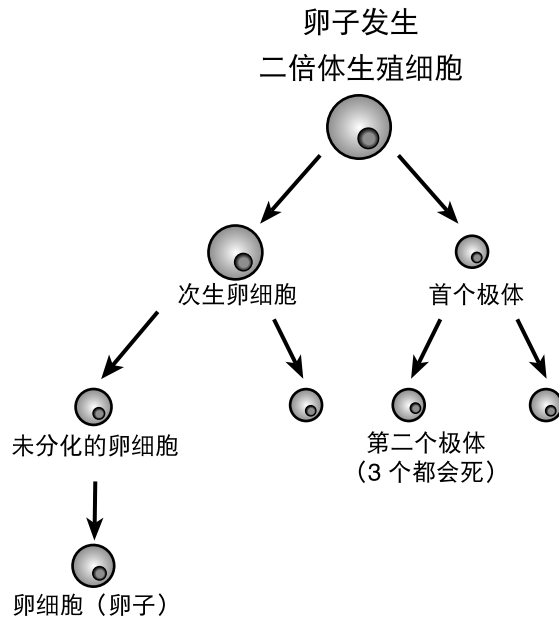 卵子发生
二倍体生殖细胞
次生卵细胞
首个极体
未分化的卵细胞
第二个极体
（3 个都会死）
卵细胞（卵子）